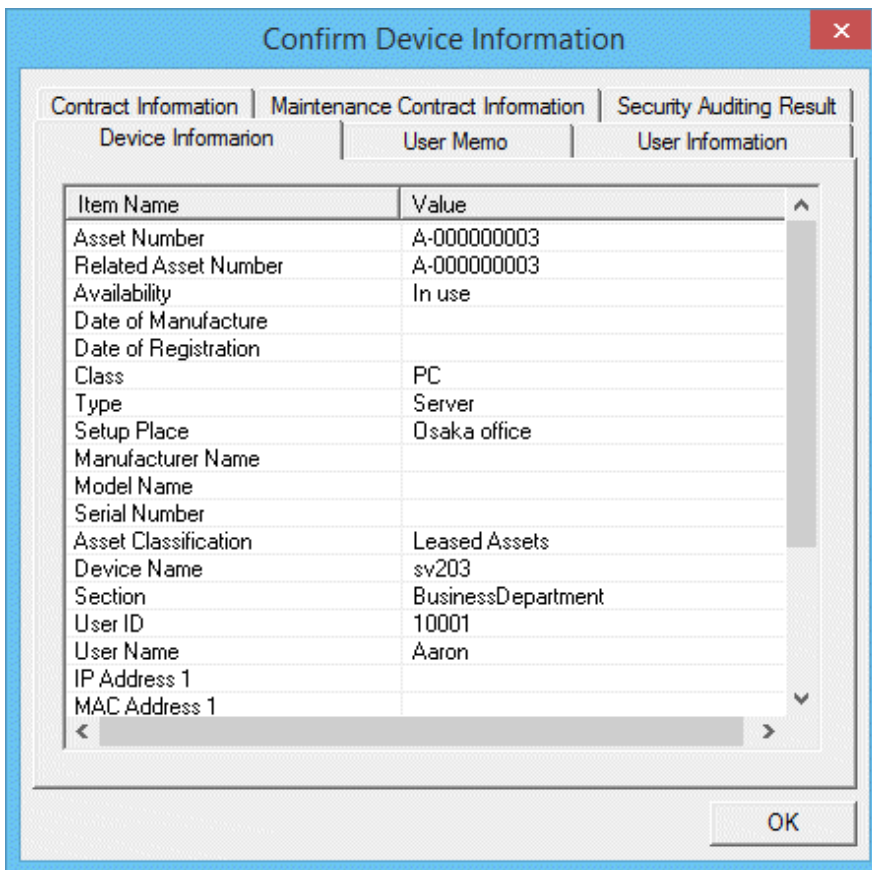 Confirm Device Information
Contract Information Maintenance Contract Information Security Auditing Result
Device Informarion User Memo User Information
Item Name Value
Asset Number A-000000003
Related Asset Number A-000000003
Availability In use
Date of Manufacture
Date of Registration
Class PC
Type Server
Setup Place Osaka office
Manufacturer Name
Model Name
Serial Number
Asset Classification Leased Assets
Device Name sv203
Section BusinessDepartment
User ID 10001
User Name Aaron
IP Address 1
MAC Address 1
OK